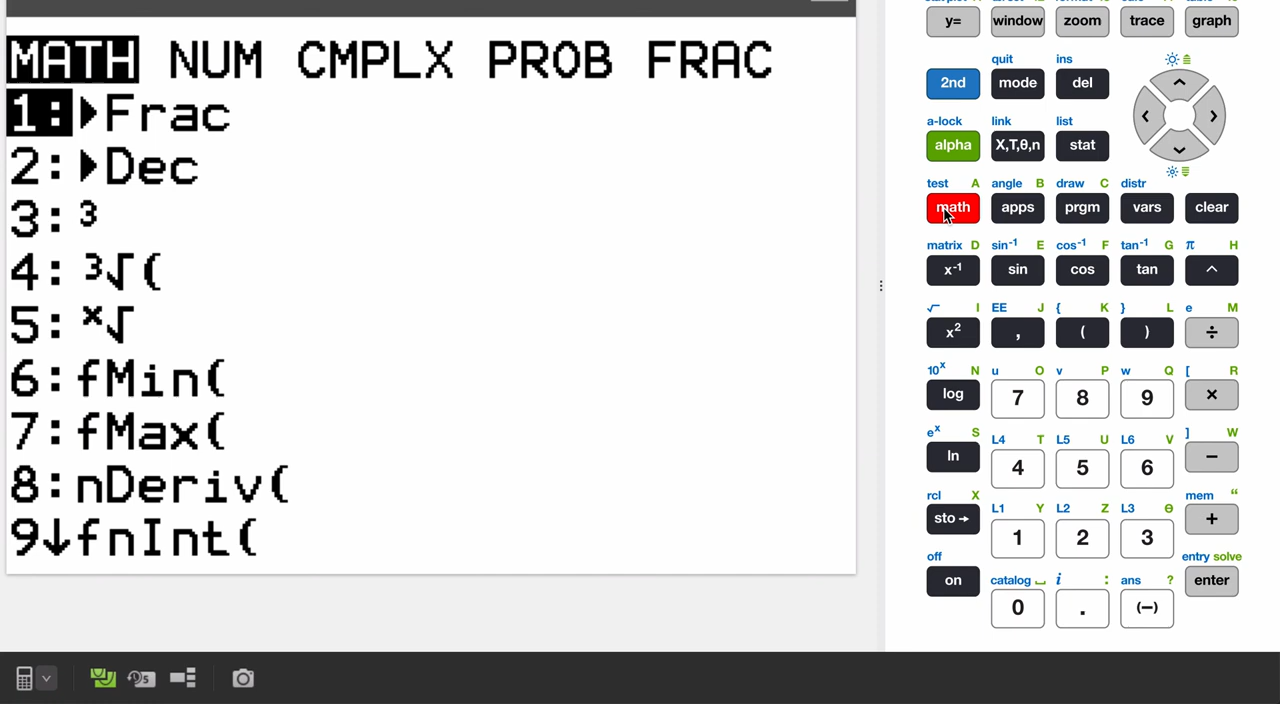 MATH NUM CMPLX PROB FRAC
1:▶Frac
2:▶Dec
3:³
4:³√(
5:ˣ√
6:fMin(
7:fMax(
8:nDeriv(
9↓fnInt(
y= window zoom trace graph
quit ins
2nd mode del
a-lock link list
alpha X,T,θ,n stat
test A angle B draw C distr
math apps prgm vars clear
matrix D sin⁻¹ E cos⁻¹ F tan⁻¹ G π H
x⁻¹ sin cos tan ^
√ I EE J { K } L e M
x² , ( ) ÷
10ˣ N u O v P w Q [ R
log 7 8 9 ×
eˣ S L4 T L5 U L6 V ] W
ln 4 5 6 −
rcl X L1 Y L2 Z L3 θ mem “
sto→ 1 2 3 +
off catalog ⎵ i : ans ? entry solve
on 0 . (−) enter
5